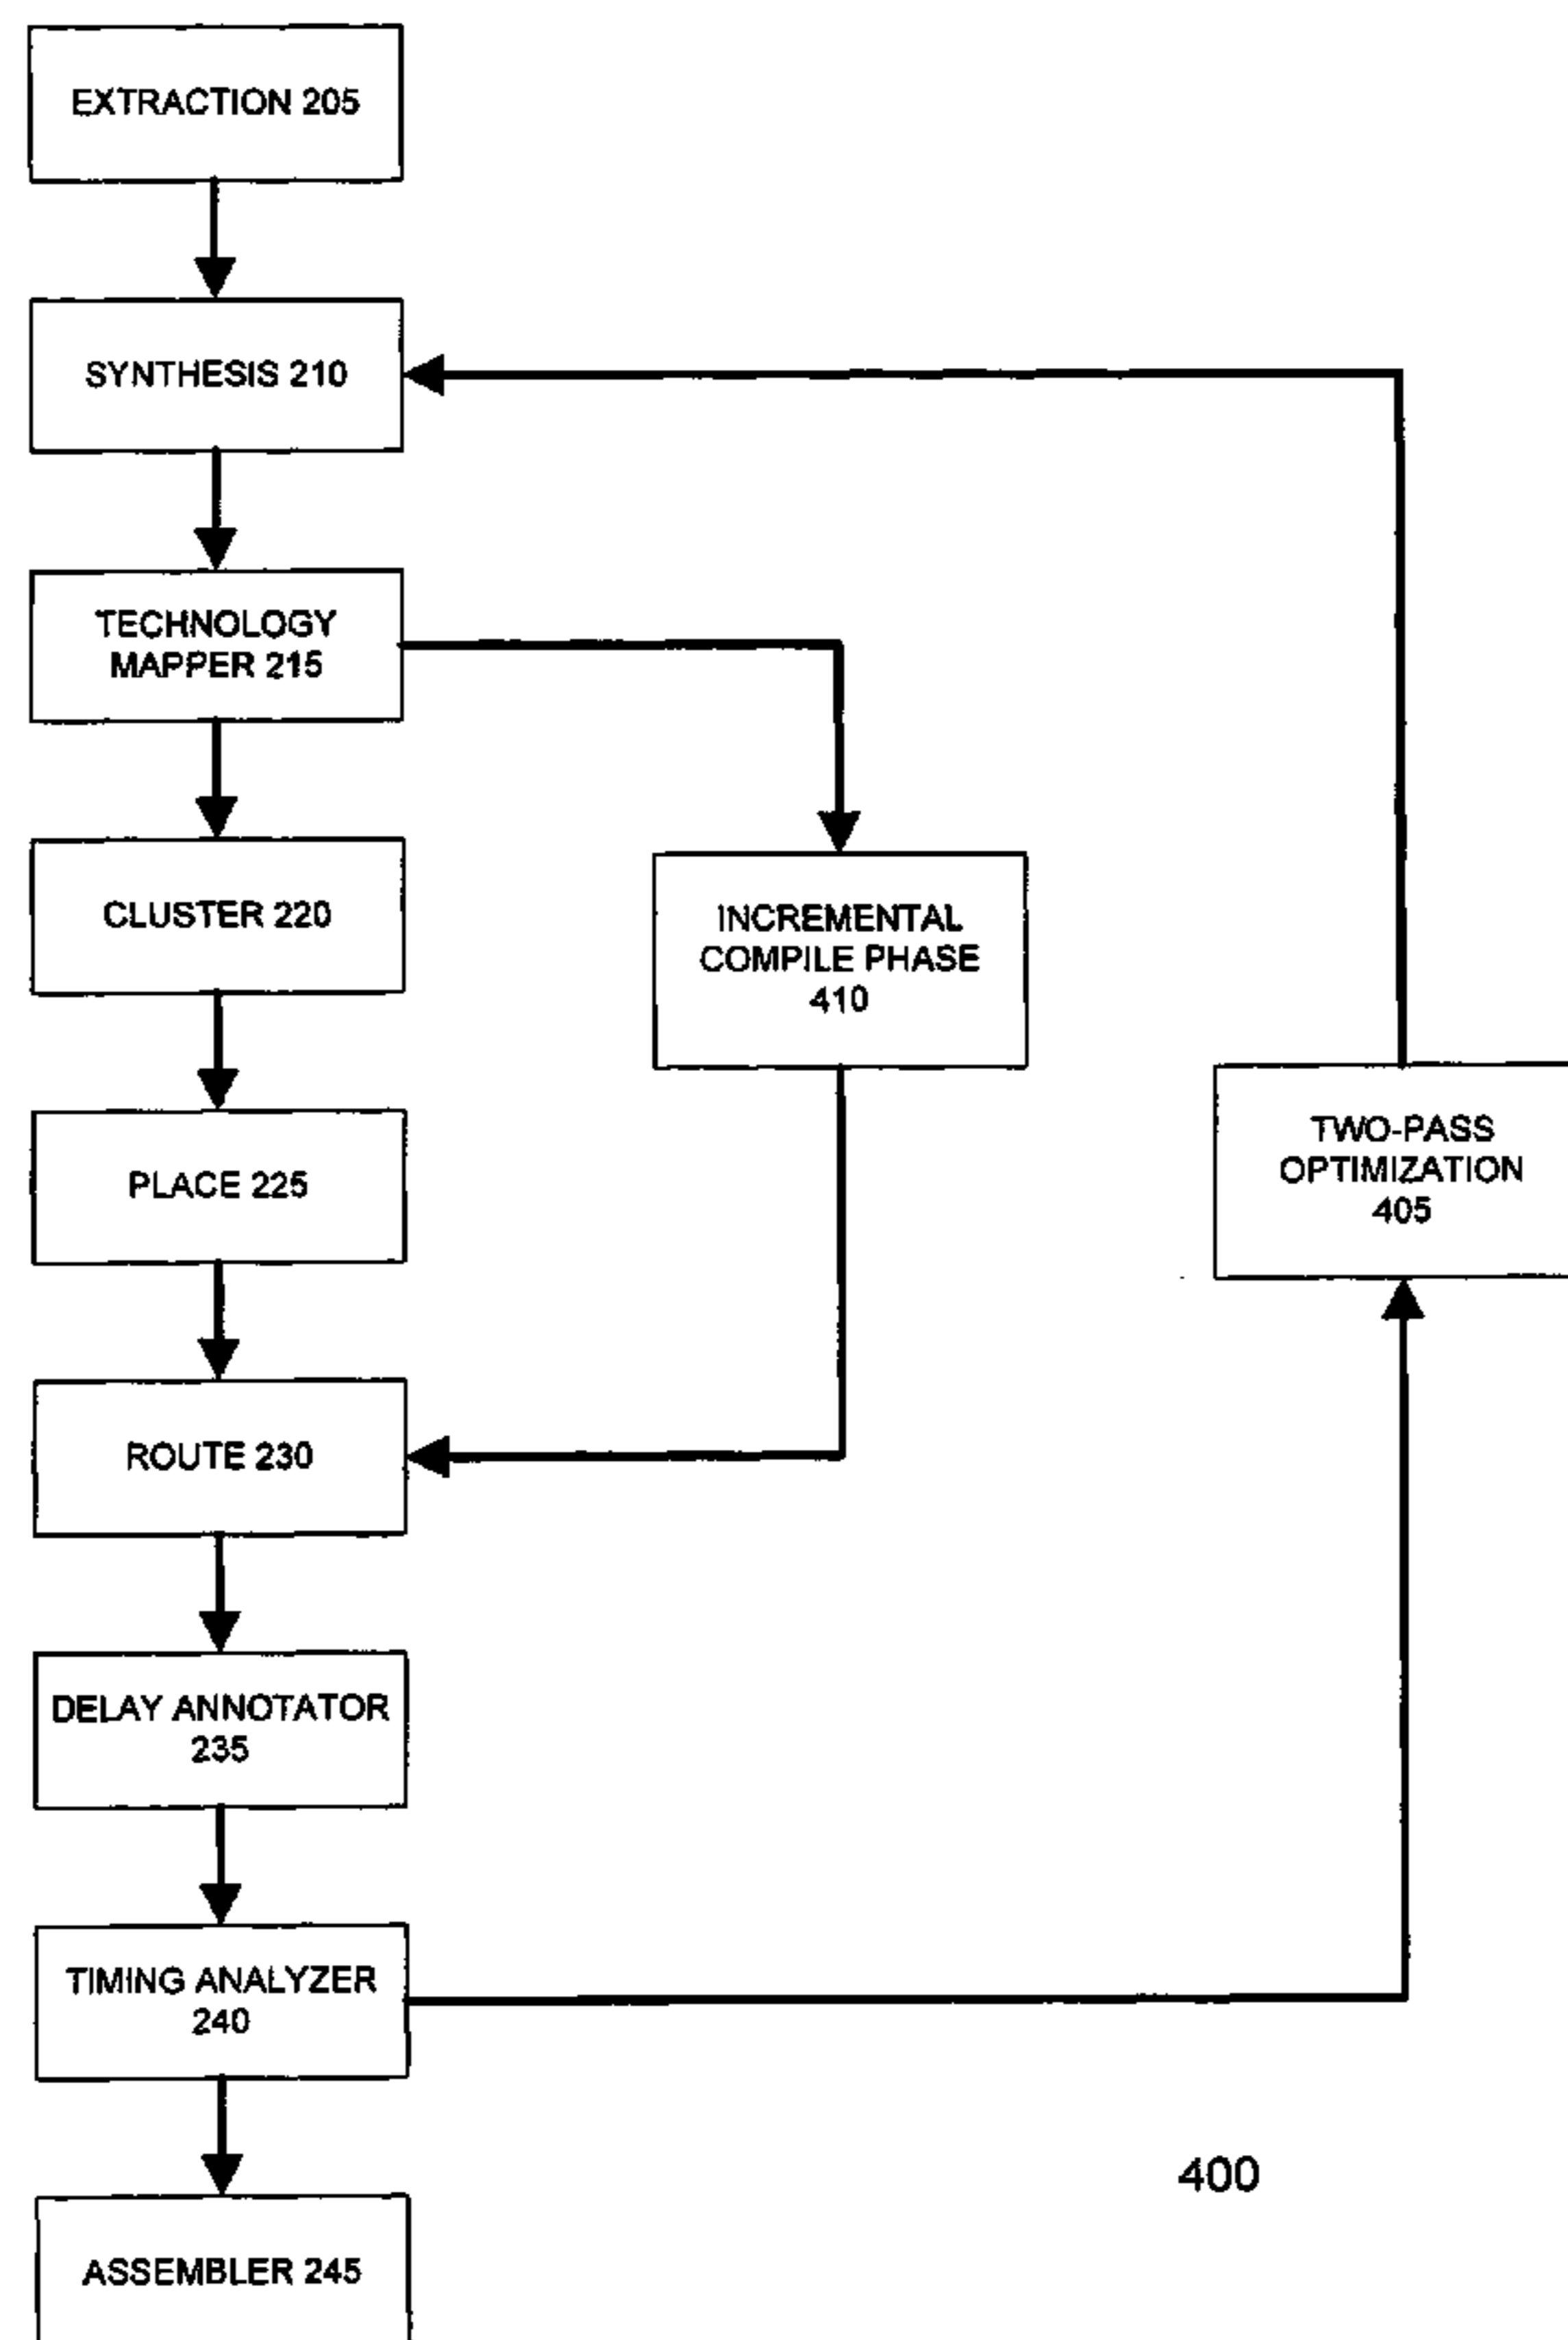 EXTRACTION 205
SYNTHESIS 210
TECHNOLOGY
MAPPER 215
CLUSTER 220
INCREMENTAL
COMPILE PHASE
410
TWO-PASS
OPTIMIZATION
405
PLACE 225
ROUTE 230
DELAY ANNOTATOR
235
TIMING ANALYZER
240
400
ASSEMBLER 245